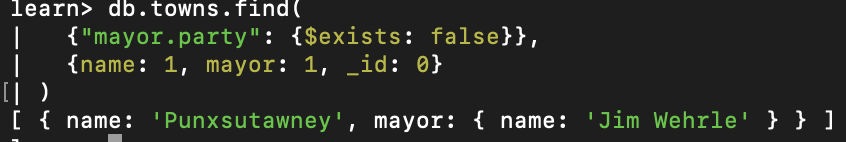 learn> db.towns.find(
|   {"mayor.party": {$exists: false}},
|   {name: 1, mayor: 1, _id: 0}
[| )
[ { name: 'Punxsutawney', mayor: { name: 'Jim Wehrle' } } ]